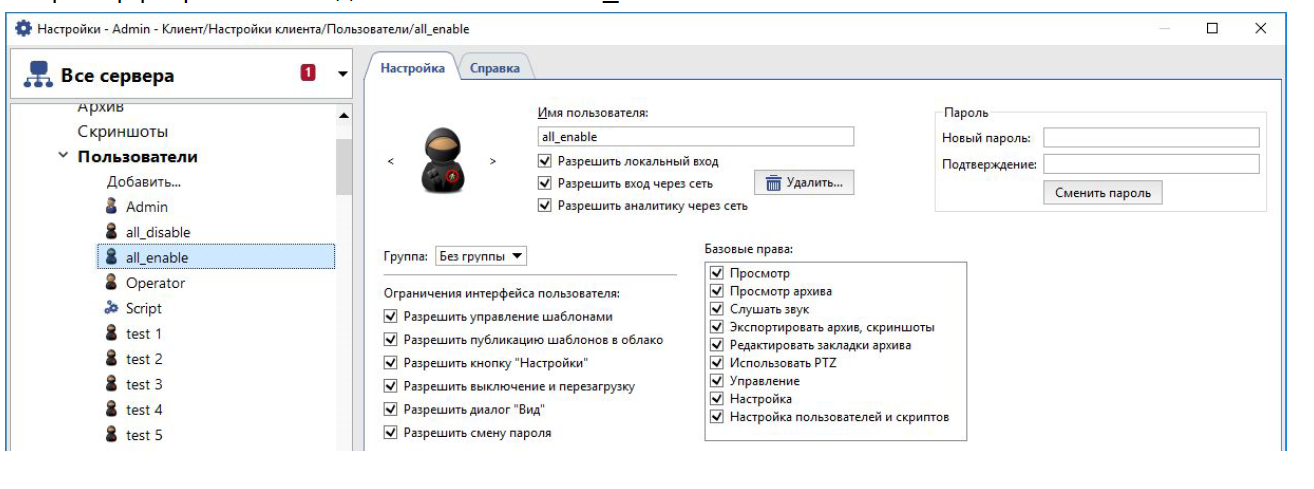 Настройки - Admin - Клиент/Настройки клиента/Пользователи/all_enable
Все сервера 1
Архив
Скриншоты
Пользователи
Добавить...
Admin
all_disable
all_enable
Operator
Script
test 1
test 2
test 3
test 4
test 5
Настройка Справка
< >
Имя пользователя:
all_enable
Разрешить локальный вход
Разрешить вход через сеть
Разрешить аналитику через сеть
Удалить...
Пароль
Новый пароль:
Подтверждение:
Сменить пароль
Группа: Без группы
Ограничения интерфейса пользователя:
Разрешить управление шаблонами
Разрешить публикацию шаблонов в облако
Разрешить кнопку "Настройки"
Разрешить выключение и перезагрузку
Разрешить диалог "Вид"
Разрешить смену пароля
Базовые права:
Просмотр
Просмотр архива
Слушать звук
Экспортировать архив, скриншоты
Редактировать закладки архива
Использовать PTZ
Управление
Настройка
Настройка пользователей и скриптов